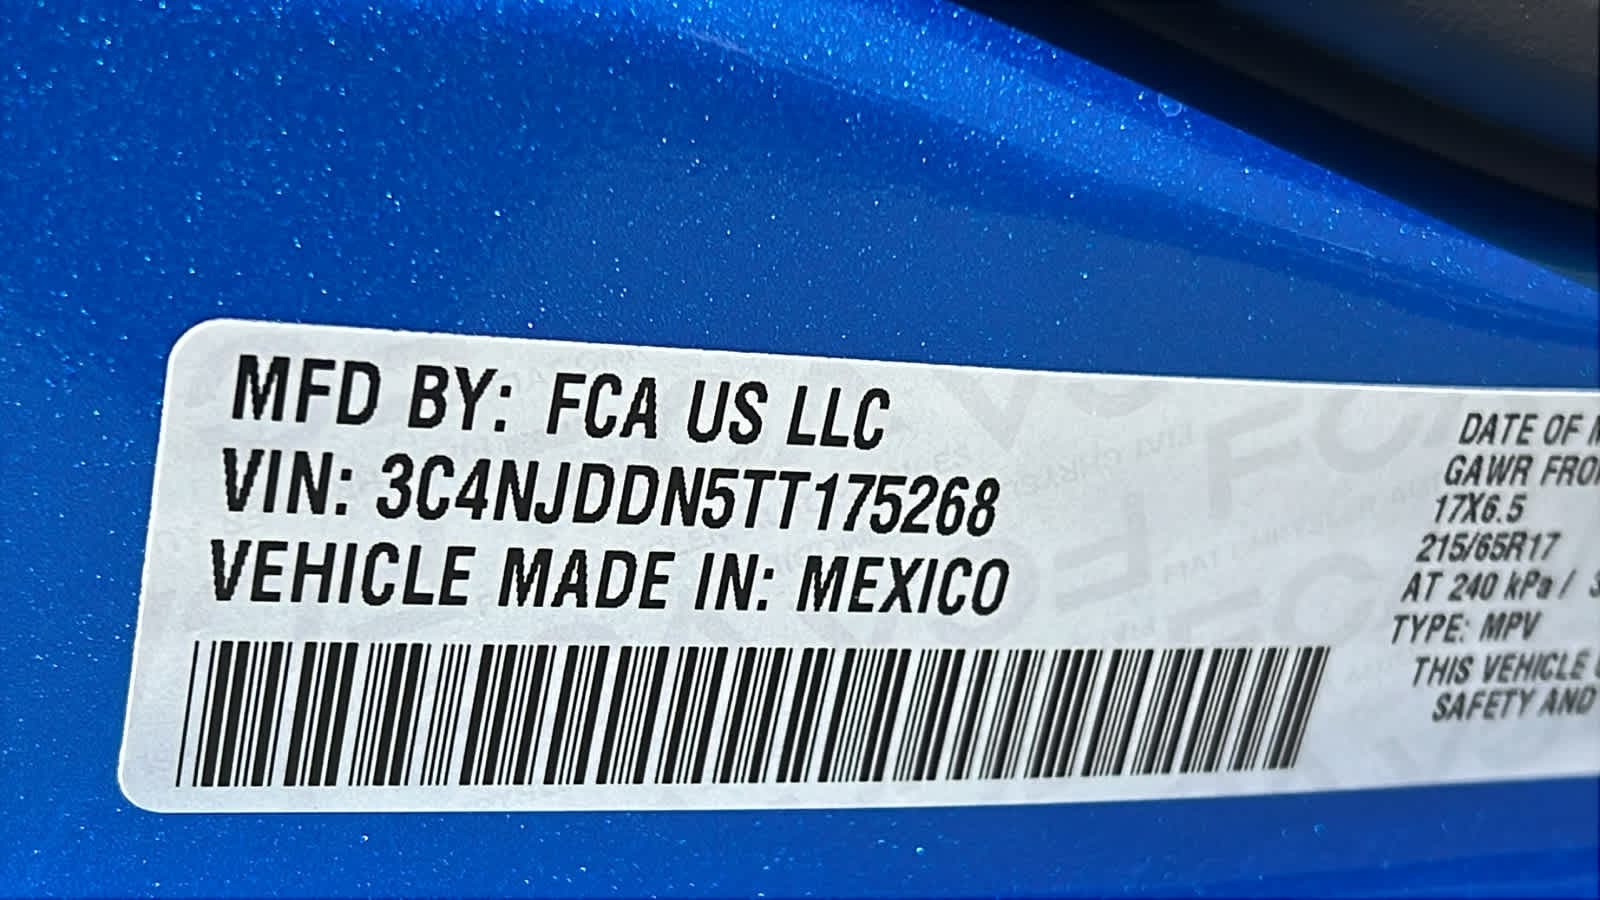 MFD BY: FCA US LLC
VIN: 3C4NJDDN5TT175268
VEHICLE MADE IN: MEXICO
DATE OF
GAWR
17X6.5
215/65R17
AT 240 kPa /
TYPE: MPV
THIS VEHICLE
SAFETY AND